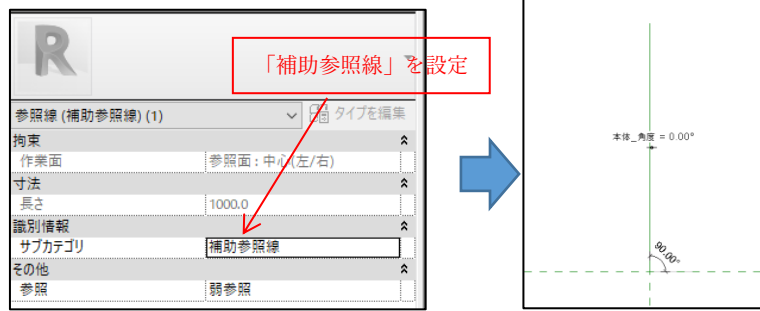 R
「補助参照線」を設定
参照線 (補助参照線) (1)
タイプを編集
拘束
作業面 参照面 : 中心(左/右)
寸法
長さ 1000.0
識別情報
サブカテゴリ 補助参照線
その他
参照 弱参照
本体_角度 = 0.00°
90.00°